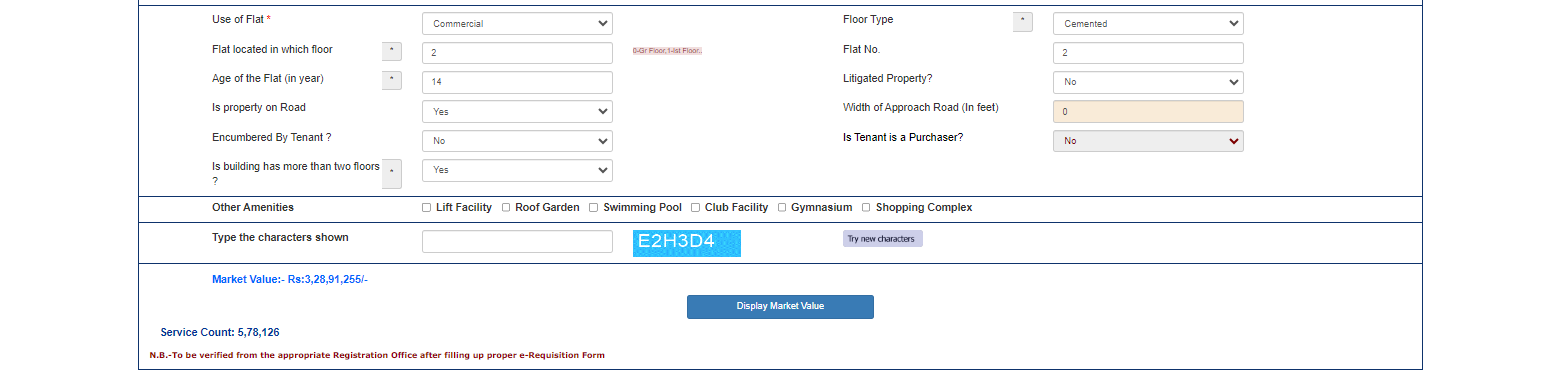 Use of Flat * Commercial Floor Type * Cemented
Flat located in which floor * 2 0-Gr Floor,1-Ist Floor.. Flat No. 2
Age of the Flat (in year) * 14 Litigated Property? No
Is property on Road Yes Width of Approach Road (In feet) 0
Encumbered By Tenant ? No Is Tenant is a Purchaser? No
Is building has more than two floors * Yes
?
Other Amenities Lift Facility Roof Garden Swimming Pool Club Facility Gymnasium Shopping Complex
Type the characters shown E2H3D4 Try new characters
Market Value:- Rs:3,28,91,255/-
Display Market Value
Service Count: 5,78,126
N.B.-To be verified from the appropriate Registration Office after filling up proper e-Requisition Form